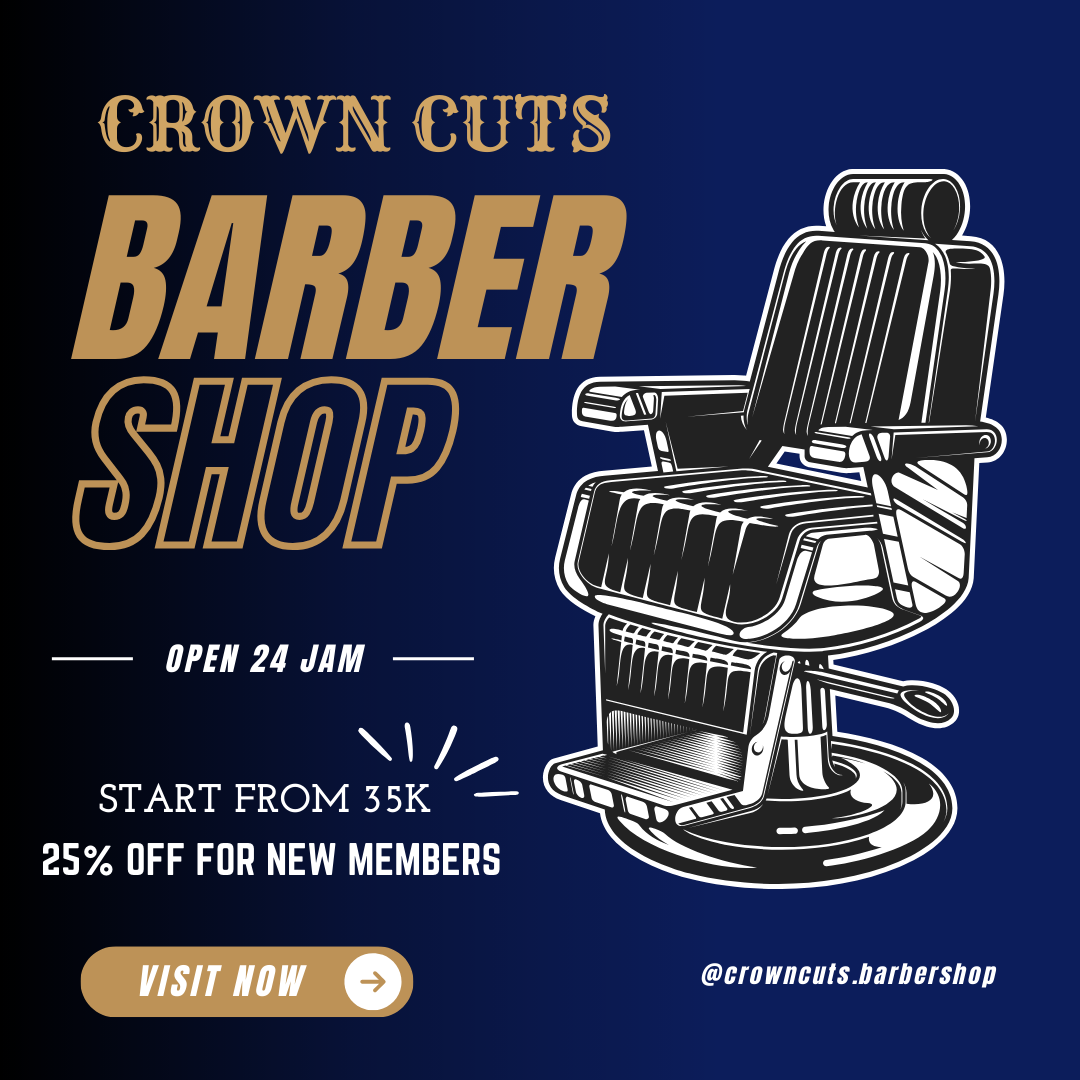 CROWN CUTS
BARBER
SHOP
OPEN 24 JAM
START FROM 35K
25% OFF FOR NEW MEMBERS
VISIT NOW
@crowncuts.barbershop